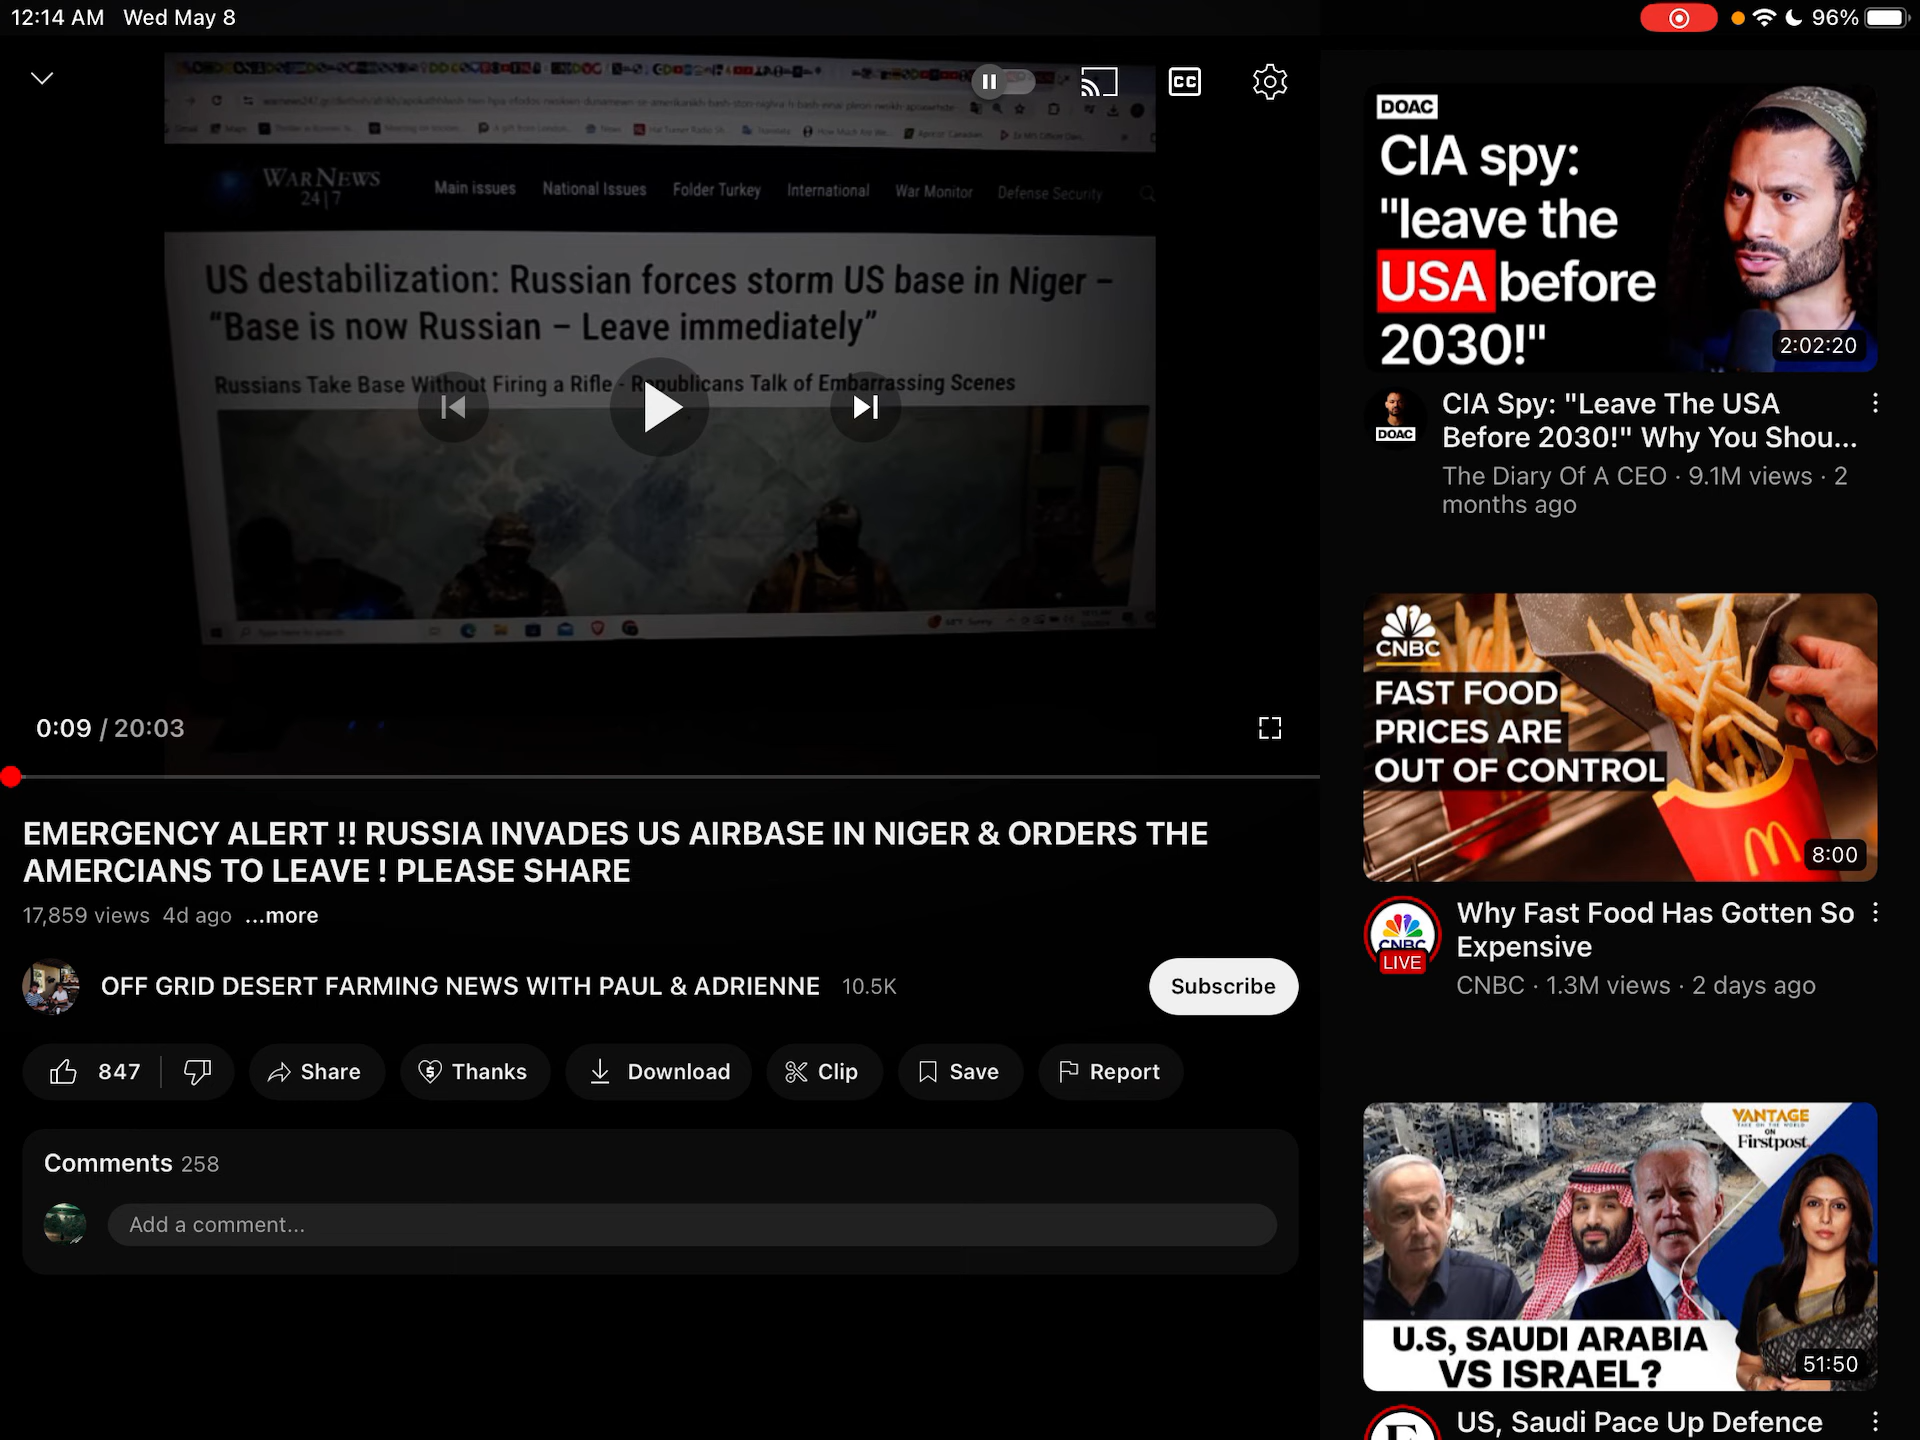 12:14 AM Wed May 8
96%
CC
WARNEWS
24|7
Main issues National Issues Folder Turkey International War Monitor Defense Security
US destabilization: Russian forces storm US base in Niger –
“Base is now Russian – Leave immediately”
Russians Take Base Without Firing a Rifle - Republicans Talk of Embarrassing Scenes
0:09 / 20:03
EMERGENCY ALERT !! RUSSIA INVADES US AIRBASE IN NIGER & ORDERS THE
AMERCIANS TO LEAVE ! PLEASE SHARE
17,859 views 4d ago ...more
OFF GRID DESERT FARMING NEWS WITH PAUL & ADRIENNE 10.5K
Subscribe
847
Share
Thanks
Download
Clip
Save
Report
Comments 258
Add a comment...
DOAC
CIA spy:
"leave the
USA before
2030!"
2:02:20
DOAC
CIA Spy: "Leave The USA
Before 2030!" Why You Shou...
The Diary Of A CEO · 9.1M views · 2
months ago
CNBC
FAST FOOD
PRICES ARE
OUT OF CONTROL
8:00
CNBC
LIVE
Why Fast Food Has Gotten So
Expensive
CNBC · 1.3M views · 2 days ago
VANTAGE
TAKE ON THE WORLD
ON
Firstpost.
U.S, SAUDI ARABIA
VS ISRAEL?
51:50
US, Saudi Pace Up Defence